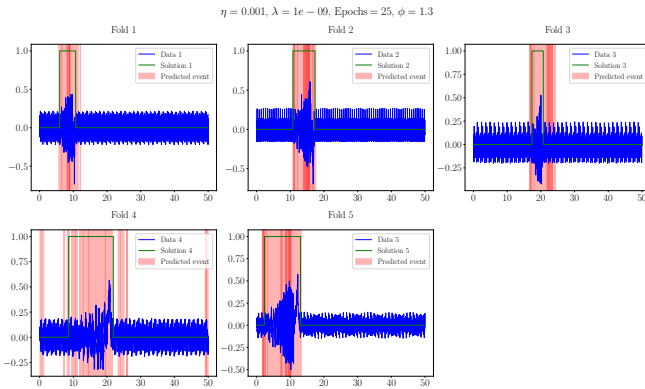 η = 0.001, λ = 1e − 09, Epochs = 25, φ = 1.3
Fold 1
Fold 2
Fold 3
1.0
0.5
0.0
−0.5
0 10 20 30 40 50
Data 1
Solution 1
Predicted event
1.0
0.5
0.0
−0.5
0 10 20 30 40 50
Data 2
Solution 2
Predicted event
1.00
0.75
0.50
0.25
0.00
−0.25
0 10 20 30 40 50
Data 3
Solution 3
Predicted event
Fold 4
Fold 5
1.00
0.75
0.50
0.25
0.00
−0.25
0 10 20 30 40 50
Data 4
Solution 4
Predicted event
1.00
0.75
0.50
0.25
0.00
−0.25
−0.50
0 10 20 30 40 50
Data 5
Solution 5
Predicted event